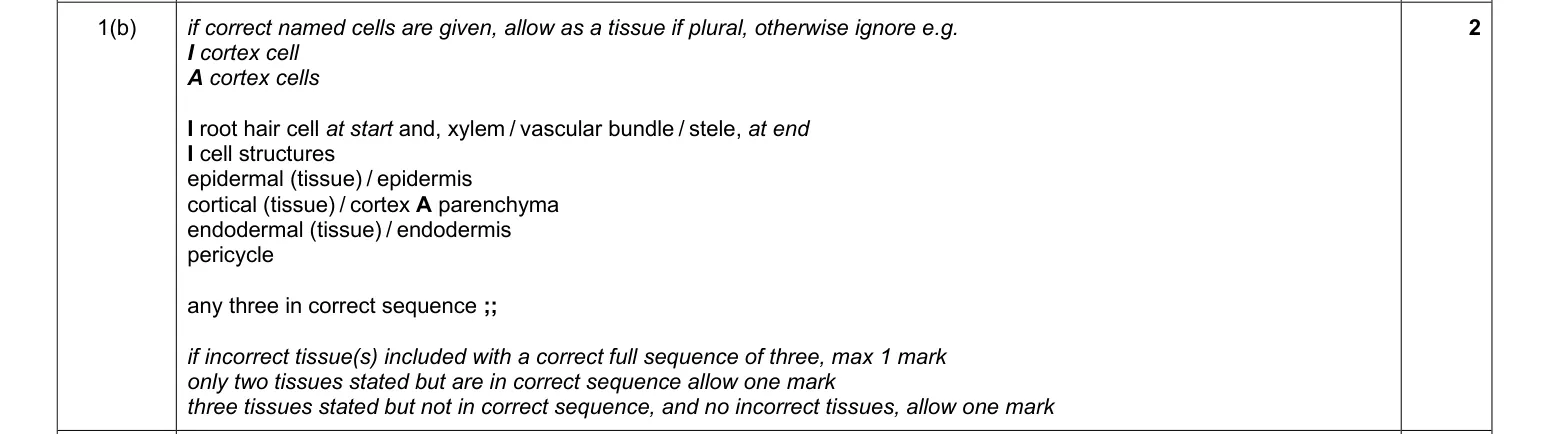 1(b)
if correct named cells are given, allow as a tissue if plural, otherwise ignore e.g.
2
I cortex cell
A cortex cells
I root hair cell at start and, xylem / vascular bundle / stele, at end
I cell structures
epidermal (tissue) / epidermis
cortical (tissue) / cortex A parenchyma
endodermal (tissue) / endodermis
pericycle
any three in correct sequence ;;
if incorrect tissue(s) included with a correct full sequence of three, max 1 mark
only two tissues stated but are in correct sequence allow one mark
three tissues stated but not in correct sequence, and no incorrect tissues, allow one mark